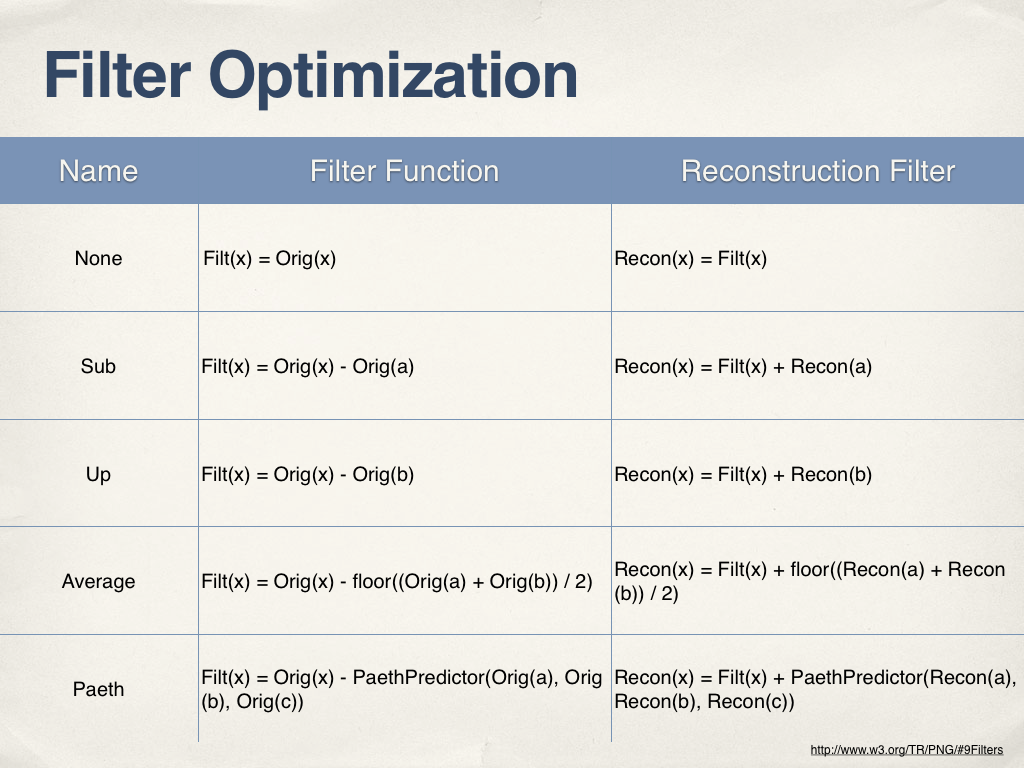 Filter Optimization
Name Filter Function Reconstruction Filter
None Filt(x) = Orig(x) Recon(x) = Filt(x)
Sub Filt(x) = Orig(x) - Orig(a) Recon(x) = Filt(x) + Recon(a)
Up Filt(x) = Orig(x) - Orig(b) Recon(x) = Filt(x) + Recon(b)
Average Filt(x) = Orig(x) - floor((Orig(a) + Orig(b)) / 2) Recon(x) = Filt(x) + floor((Recon(a) + Recon
(b)) / 2)
Paeth Filt(x) = Orig(x) - PaethPredictor(Orig(a), Orig
(b), Orig(c))
Recon(x) = Filt(x) + PaethPredictor(Recon(a),
Recon(b), Recon(c))
http://www.w3.org/TR/PNG/#9Filters